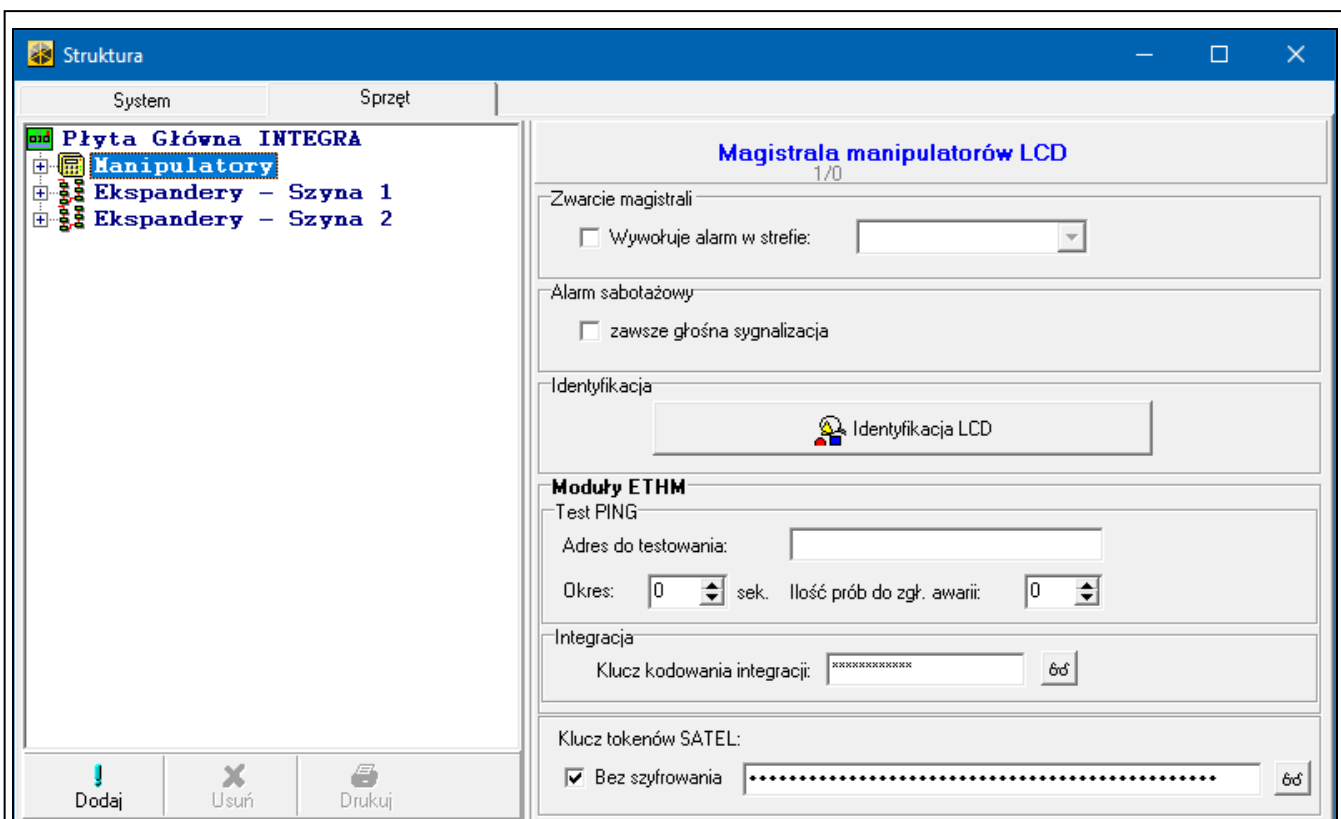 Struktura
System Sprzęt
Płyta Główna INTEGRA
Manipulatory
Ekspandery – Szyna 1
Ekspandery – Szyna 2
Dodaj Usuń Drukuj
Magistrala manipulatorów LCD
1/0
Zwarcie magistrali
Wywołuje alarm w strefie:
Alarm sabotażowy
zawsze głośna sygnalizacja
Identyfikacja
Identyfikacja LCD
Moduły ETHM
Test PING
Adres do testowania:
Okres: 0 sek. Ilość prób do zgł. awarii: 0
Integracja
Klucz kodowania integracji: ************
Klucz tokenów SATEL:
Bez szyfrowania ••••••••••••••••••••••••••••••••••••••••••••••••